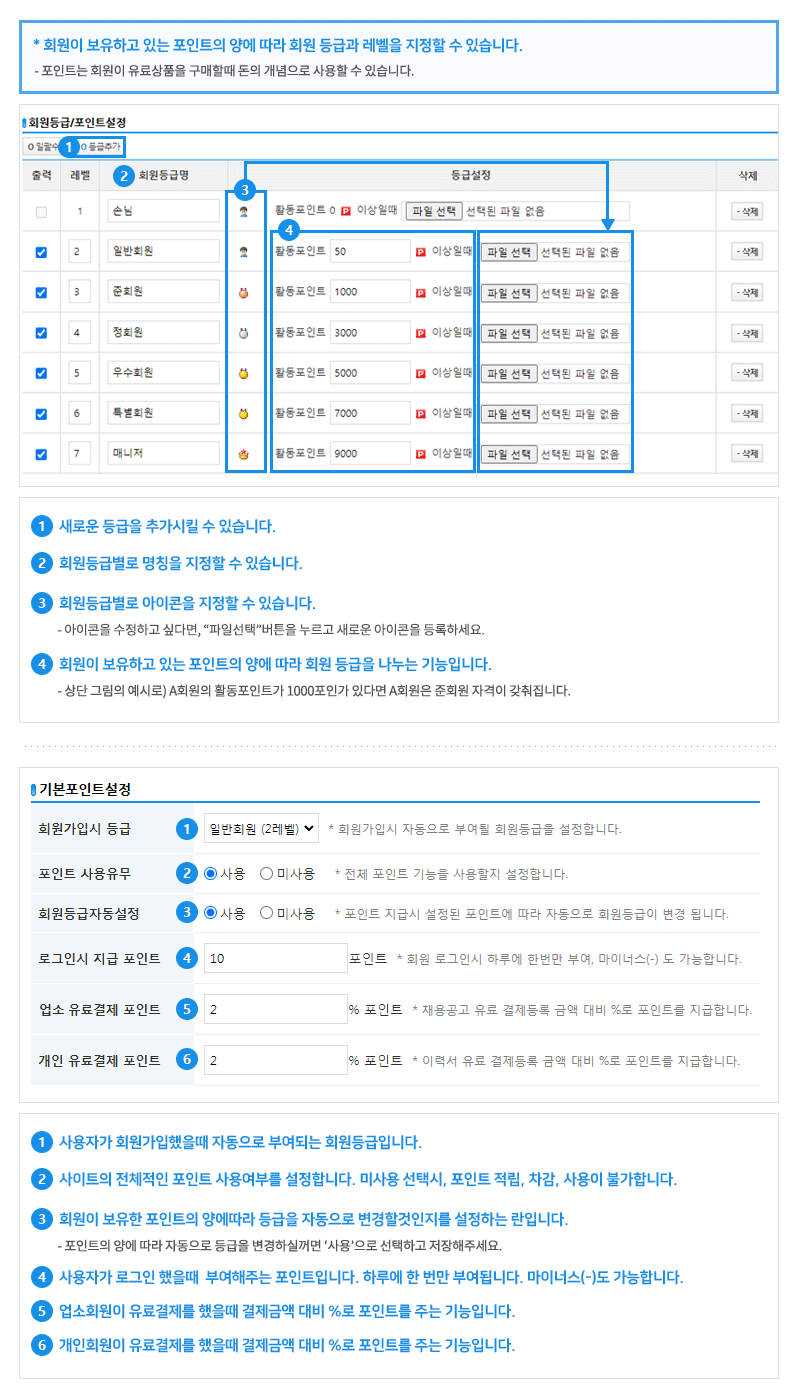 * 회원이 보유하고 있는 포인트의 양에 따라 회원 등급과 레벨을 지정할 수 있습니다.
- 포인트는 회원이 유료상품을 구매할때 돈의 개념으로 사용할 수 있습니다.
회원등급/포인트설정
O 일괄수 1 O 등급추가
출력 레벨 2 회원등급명 등급설정 삭제
3
1 손님 활동포인트 0 P 이상일때 파일 선택 선택된 파일 없음 - 삭제
4
2 일반회원 활동포인트 50 P 이상일때 파일 선택 선택된 파일 없음 - 삭제
3 준회원 활동포인트 1000 P 이상일때 파일 선택 선택된 파일 없음 - 삭제
4 정회원 활동포인트 3000 P 이상일때 파일 선택 선택된 파일 없음 - 삭제
5 우수회원 활동포인트 5000 P 이상일때 파일 선택 선택된 파일 없음 - 삭제
6 특별회원 활동포인트 7000 P 이상일때 파일 선택 선택된 파일 없음 - 삭제
7 매니저 활동포인트 9000 P 이상일때 파일 선택 선택된 파일 없음 - 삭제
1 새로운 등급을 추가시킬 수 있습니다.
2 회원등급별로 명칭을 지정할 수 있습니다.
3 회원등급별로 아이콘을 지정할 수 있습니다.
- 아이콘을 수정하고 싶다면, “파일선택”버튼을 누르고 새로운 아이콘을 등록하세요.
4 회원이 보유하고 있는 포인트의 양에 따라 회원 등급을 나누는 기능입니다.
- 상단 그림의 예시로) A회원의 활동포인트가 1000포인가 있다면 A회원은 준회원 자격이 갖춰집니다.
기본포인트설정
회원가입시 등급 1 일반회원 (2레벨) * 회원가입시 자동으로 부여될 회원등급을 설정합니다.
포인트 사용유무 2 사용 미사용 * 전체 포인트 기능을 사용할지 설정합니다.
회원등급자동설정 3 사용 미사용 * 포인트 지급시 설정된 포인트에 따라 자동으로 회원등급이 변경 됩니다.
로그인시 지급 포인트 4 10 포인트 * 회원 로그인시 하루에 한번만 부여, 마이너스(-) 도 가능합니다.
업소 유료결제 포인트 5 2 % 포인트 * 채용공고 유료 결제등록 금액 대비 %로 포인트를 지급합니다.
개인 유료결제 포인트 6 2 % 포인트 * 이력서 유료 결제등록 금액 대비 %로 포인트를 지급합니다.
1 사용자가 회원가입했을때 자동으로 부여되는 회원등급입니다.
2 사이트의 전체적인 포인트 사용여부를 설정합니다. 미사용 선택시, 포인트 적립, 차감, 사용이 불가합니다.
3 회원이 보유한 포인트의 양에따라 등급을 자동으로 변경할것인지를 설정하는 란입니다.
- 포인트의 양에 따라 자동으로 등급을 변경하실꺼면 ‘사용’으로 선택하고 저장해주세요.
4 사용자가 로그인 했을때 부여해주는 포인트입니다. 하루에 한 번만 부여됩니다. 마이너스(-)도 가능합니다.
5 업소회원이 유료결제를 했을때 결제금액 대비 %로 포인트를 주는 기능입니다.
6 개인회원이 유료결제를 했을때 결제금액 대비 %로 포인트를 주는 기능입니다.